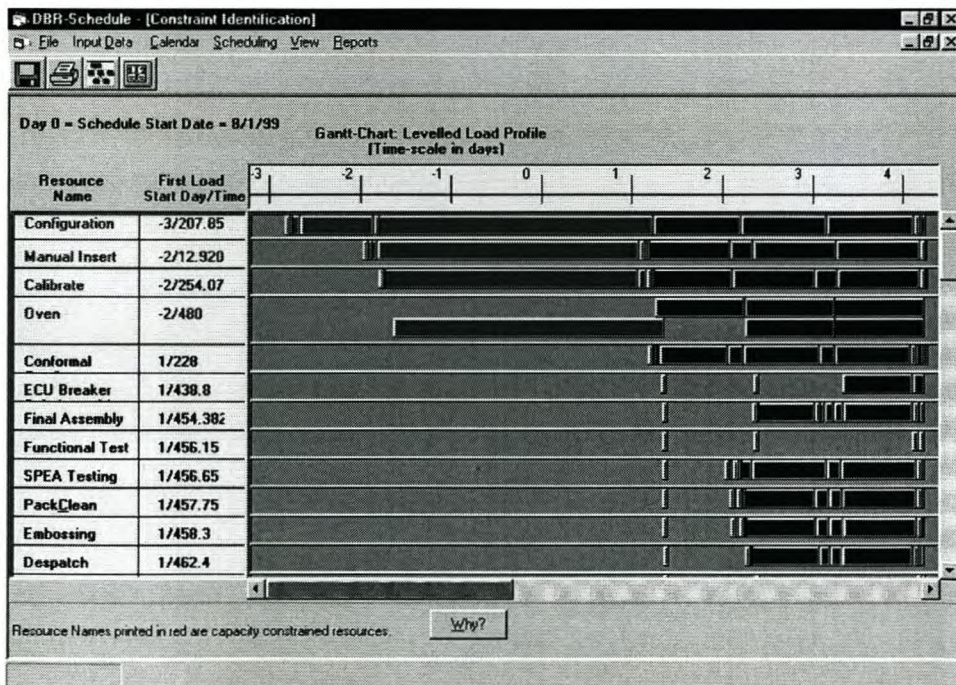 DBR-Schedule - [Constraint Identification]
File Input Data Calendar Scheduling View Reports
Day 0 = Schedule Start Date = 8/1/99
Gantt-Chart: Levelled Load Profile
[Time-scale in days]
Resource Name First Load Start Day/Time
-3 -2 -1 0 1 2 3 4
Configuration -3/207.85
Manual Insert -2/12.920
Calibrate -2/254.07
Oven -2/480
Conformal 1/228
ECU Breaker 1/438.8
Final Assembly 1/454.382
Functional Test 1/456.15
SPEA Testing 1/456.65
PackClean 1/457.75
Embossing 1/458.3
Despatch 1/462.4
Resource Names printed in red are capacity constrained resources.
Why?